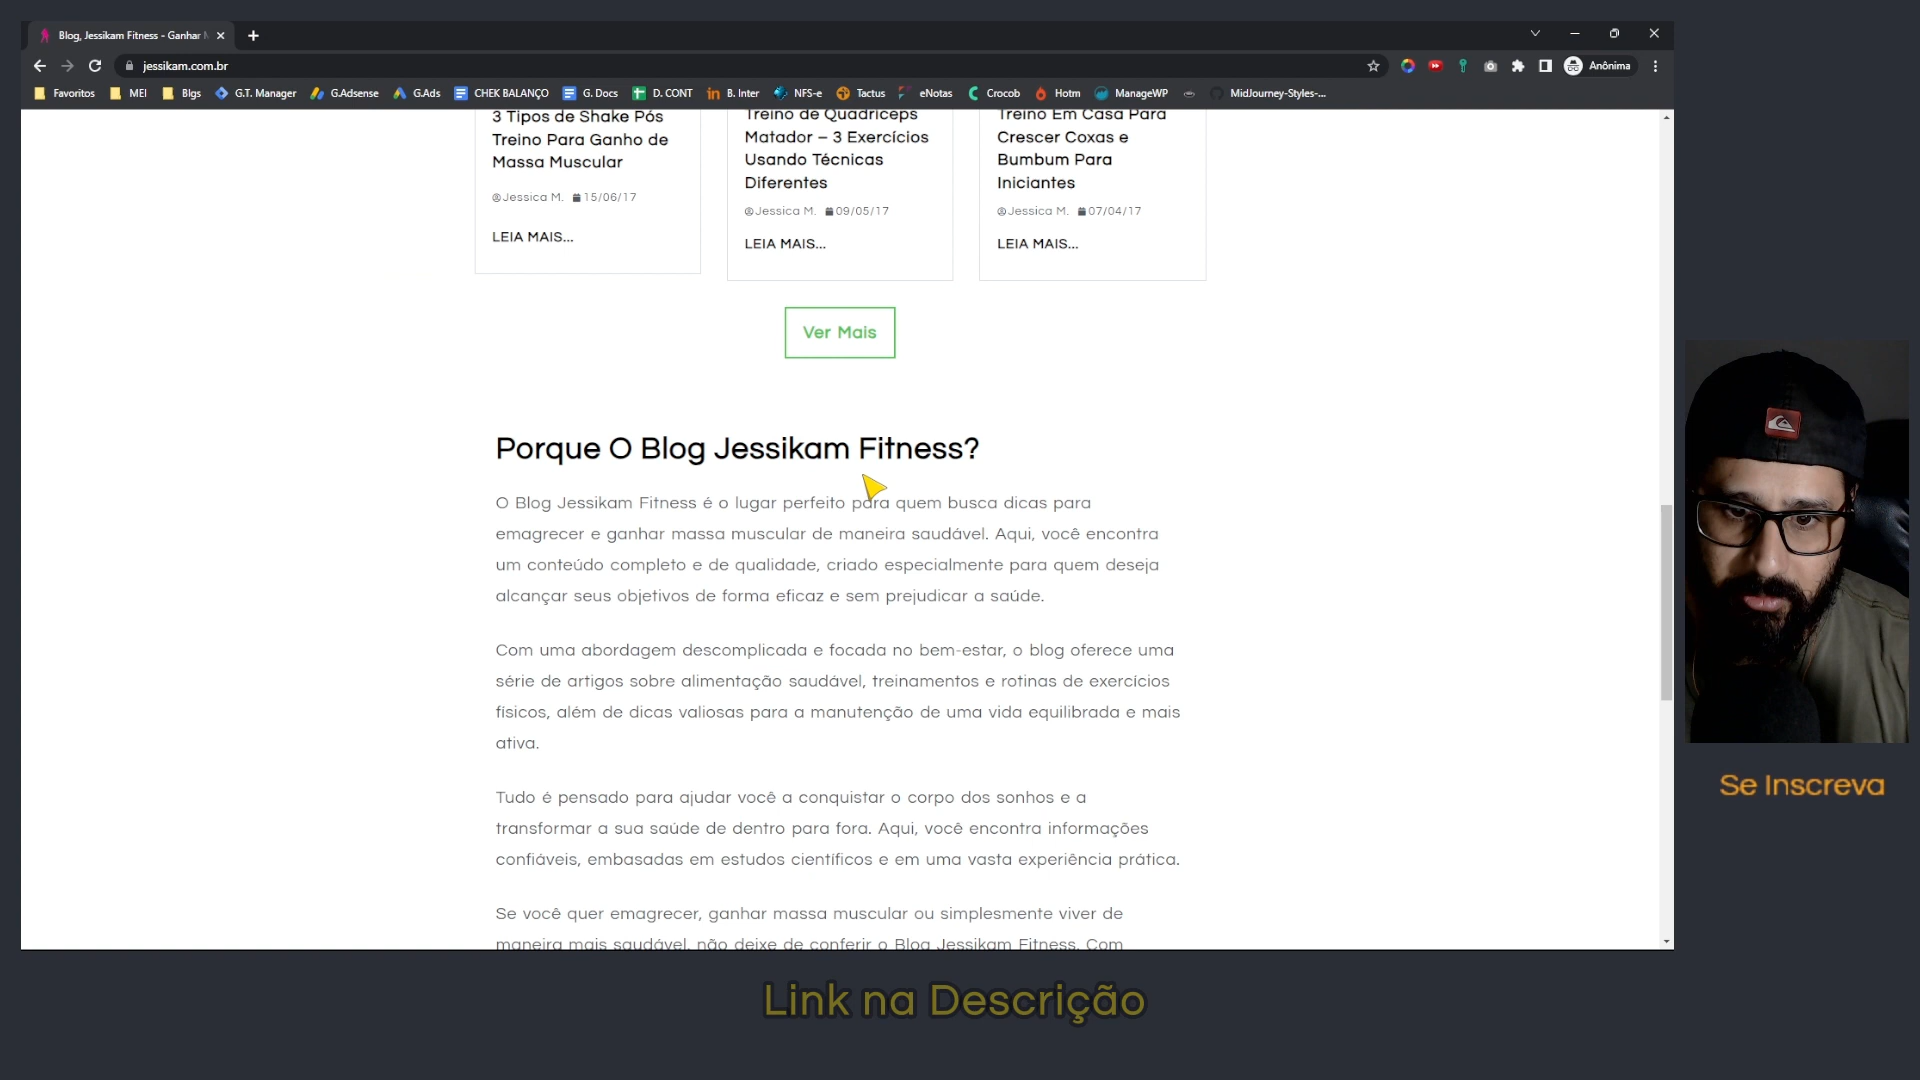 Blog, Jessikam Fitness - Ganhar
jessikam.com.br
Anônima
Favoritos MEI Blgs G.T. Manager G.Adsense G.Ads CHEK BALANÇO G. Docs D. CONT B. Inter NFS-e Tactus eNotas Crocob Hotm ManageWP MidJourney-Styles-...
3 Tipos de Shake Pós
Treino Para Ganho de
Massa Muscular
@Jessica M. 15/06/17
LEIA MAIS...
Treino de Quadríceps
Matador – 3 Exercícios
Usando Técnicas
Diferentes
@Jessica M. 09/05/17
LEIA MAIS...
Treino Em Casa Para
Crescer Coxas e
Bumbum Para
Iniciantes
@Jessica M. 07/04/17
LEIA MAIS...
Ver Mais
Porque O Blog Jessikam Fitness?
O Blog Jessikam Fitness é o lugar perfeito para quem busca dicas para
emagrecer e ganhar massa muscular de maneira saudável. Aqui, você encontra
um conteúdo completo e de qualidade, criado especialmente para quem deseja
alcançar seus objetivos de forma eficaz e sem prejudicar a saúde.
Com uma abordagem descomplicada e focada no bem-estar, o blog oferece uma
série de artigos sobre alimentação saudável, treinamentos e rotinas de exercícios
físicos, além de dicas valiosas para a manutenção de uma vida equilibrada e mais
ativa.
Tudo é pensado para ajudar você a conquistar o corpo dos sonhos e a
transformar a sua saúde de dentro para fora. Aqui, você encontra informações
confiáveis, embasadas em estudos científicos e em uma vasta experiência prática.
Se você quer emagrecer, ganhar massa muscular ou simplesmente viver de
maneira mais saudável, não deixe de conferir o Blog Jessikam Fitness. Com
Se Inscreva
Link na Descrição